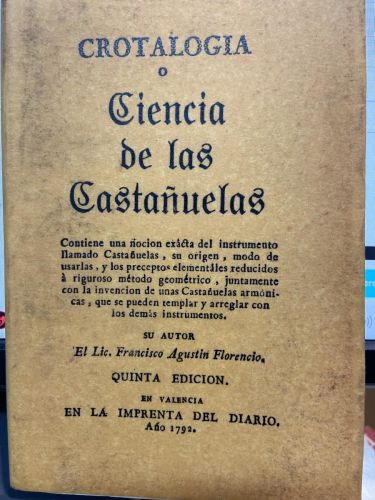 CROTALOGIA
o
Ciencia
de las
Castañuelas
Contiene una ñocion exácta del instrumento
llamado Castañuelas, su origen, modo de
usarlas, y los preceptos elementáles reducidos
à riguroso método geométrico, juntamente
con la invencion de unas Castañuelas armóni-
cas, que se pueden templar y arreglar con
los demás instrumentos.
SU AUTOR
El Lic. Francisco Agustin Florencio.
QUINTA EDICION.
EN VALENCIA
EN LA IMPRENTA DEL DIARIO.
Año 1792.